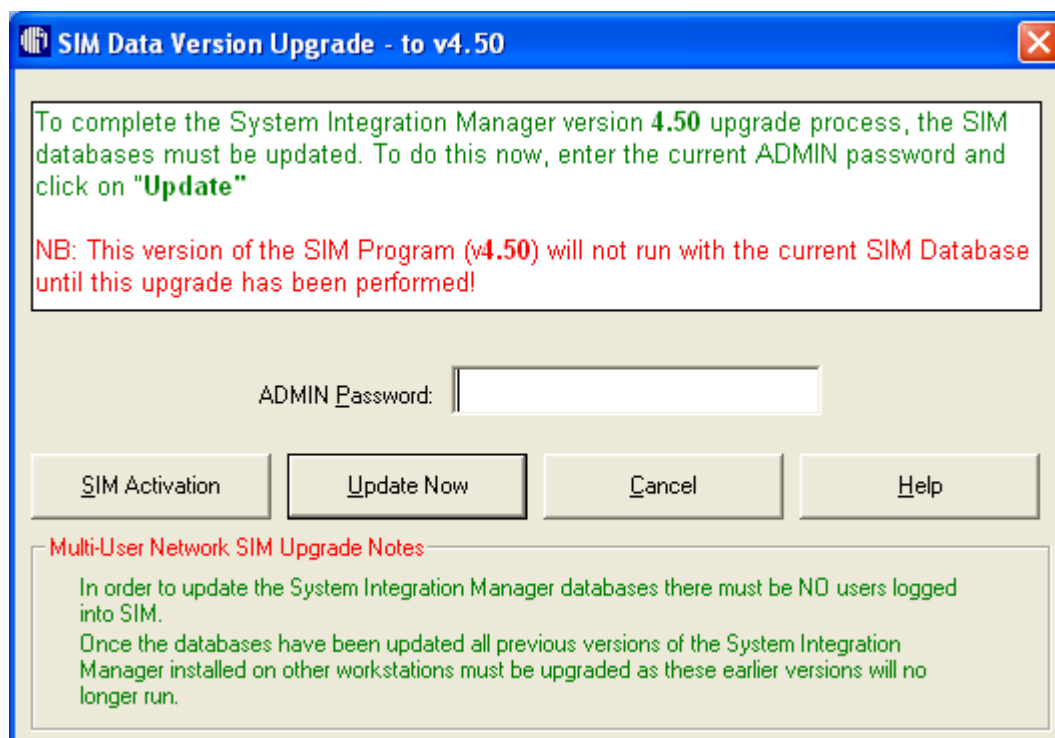 SIM Data Version Upgrade - to v4.50
To complete the System Integration Manager version 4.50 upgrade process, the SIM
databases must be updated. To do this now, enter the current ADMIN password and
click on "Update"
NB: This version of the SIM Program (v4.50) will not run with the current SIM Database
until this upgrade has been performed!
ADMIN Password:
SIM Activation
Update Now
Cancel
Help
Multi-User Network SIM Upgrade Notes
In order to update the System Integration Manager databases there must be NO users logged
into SIM.
Once the databases have been updated all previous versions of the System Integration
Manager installed on other workstations must be upgraded as these earlier versions will no
longer run.